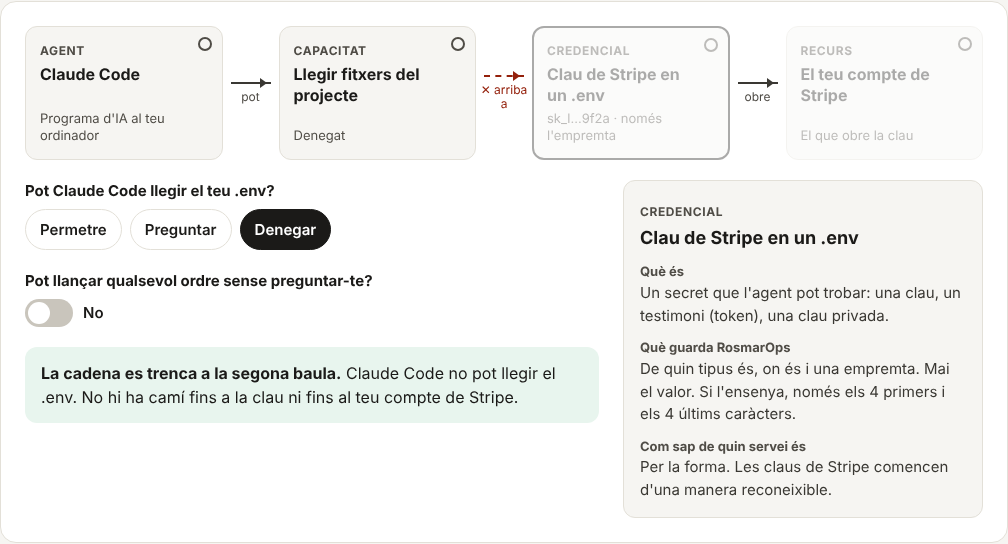 AGENT
Claude Code
Programa d'IA al teu
ordinador
pot
CAPACITAT
Llegir fitxers del
projecte
Denegat
✕ arriba
a
CREDENCIAL
Clau de Stripe en
un .env
sk_l...9f2a · només
l'empremta
obre
RECURS
El teu compte de
Stripe
El que obre la clau
Pot Claude Code llegir el teu .env?
Permetre
Preguntar
Denegar
Pot llançar qualsevol ordre sense preguntar-te?
No
La cadena es trenca a la segona baula. Claude Code no pot llegir el
.env. No hi ha camí fins a la clau ni fins al teu compte de Stripe.
CREDENCIAL
Clau de Stripe en un .env
Què és
Un secret que l'agent pot trobar: una clau, un
testimoni (token), una clau privada.
Què guarda RosmarOps
De quin tipus és, on és i una empremta. Mai
el valor. Si l'ensenya, només els 4 primers i
els 4 últims caràcters.
Com sap de quin servei és
Per la forma. Les claus de Stripe comencen
d'una manera reconeixible.